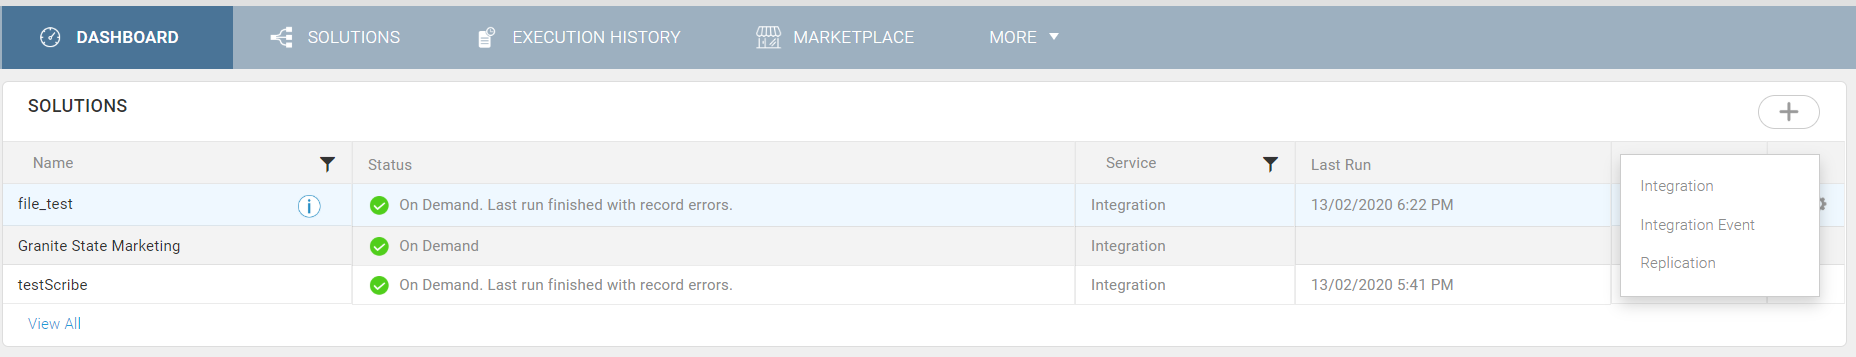 DASHBOARD SOLUTIONS EXECUTION HISTORY MARKETPLACE MORE
SOLUTIONS
Name Status Service Last Run
file_test On Demand. Last run finished with record errors. Integration 13/02/2020 6:22 PM
Granite State Marketing On Demand Integration
testScribe On Demand. Last run finished with record errors. Integration 13/02/2020 5:41 PM
View All
Integration
Integration Event
Replication